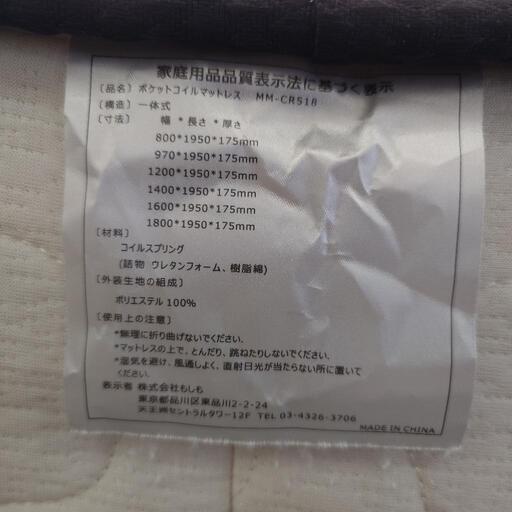 家庭用品品質表示法に基づく表示
〔品名〕 ポケットコイルマットレス MM-CR518
〔構造〕 一体式
〔寸法〕 幅 *長さ *厚さ
800*1950*175mm
970*1950*175mm
1200*1950*175mm
1400*1950*175mm
1600*1950*175mm
1800*1950*175mm
〔材料〕
コイルスプリング
(詰物 ウレタンフォーム、樹脂綿)
〔外装生地の組成〕
ポリエステル 100%
〔使用上の注意〕
*無理に折り曲げないでください.
*マットレスの上で、とんだり、跳ねたりしないでください.
*湿気を避け、風通しよく、直射日光が当たらない所に置いて
ください.
表示者 株式会社もしも
東京都品川区東品川2-2-24
天王洲セントラルタワー12F TEL 03-4326-3706
MADE IN CHINA